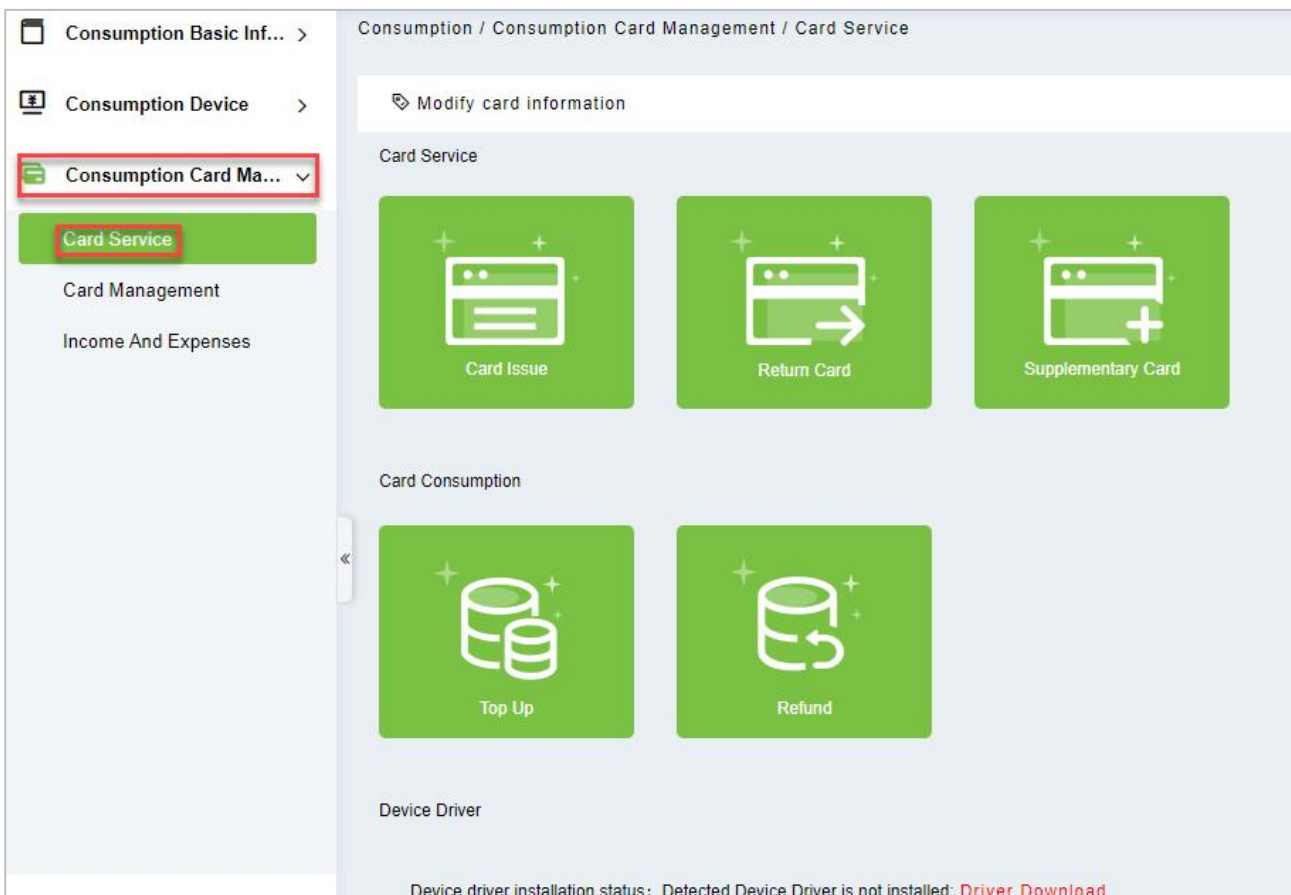 Consumption Basic Inf...
Consumption Device
Consumption Card Ma...
Card Service
Card Management
Income And Expenses
Consumption / Consumption Card Management / Card Service
Modify card information
Card Service
Card Issue
Return Card
Supplementary Card
Card Consumption
Top Up
Refund
Device Driver
Device driver installation status： Detected Device Driver is not installed; Driver Download